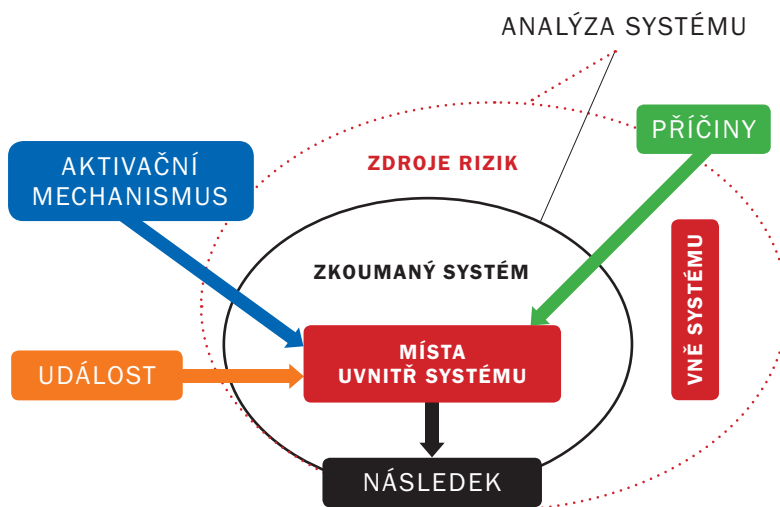 ANALÝZA SYSTÉMU
PŘÍČINY
AKTIVAČNÍ
MECHANISMUS
ZDROJE RIZIK
VNĚ SYSTÉMU
ZKOUMANÝ SYSTÉM
MÍSTA
UVNITŘ SYSTÉMU
UDÁLOST
NÁSLEDEK